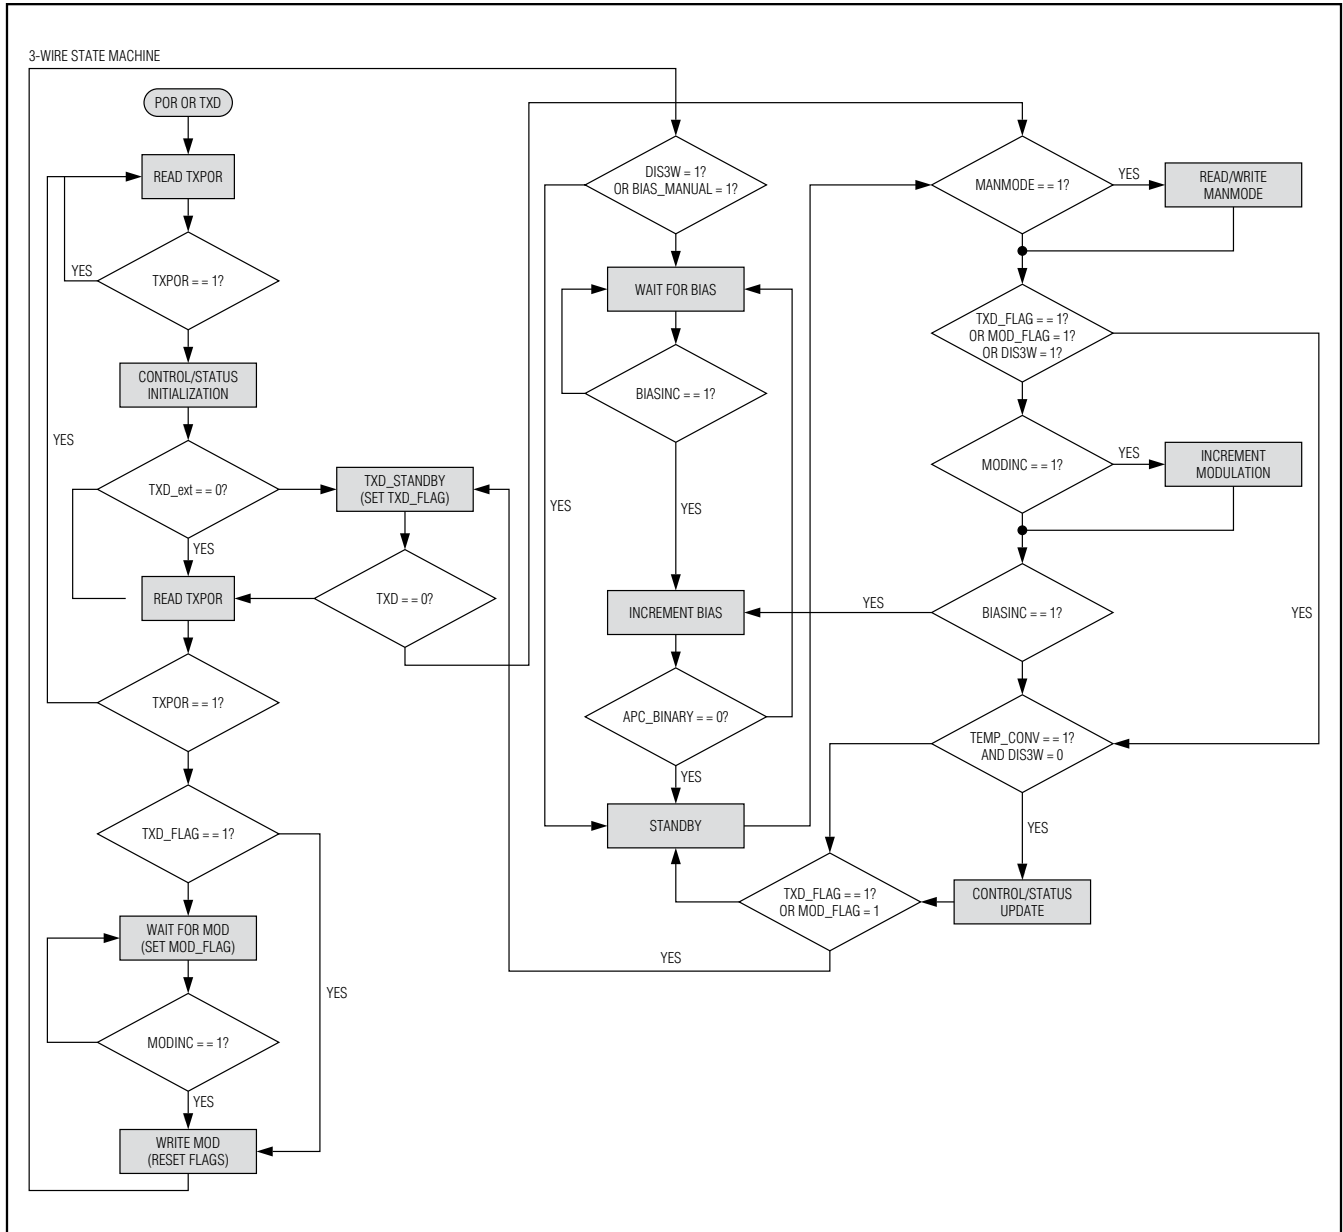 3-WIRE STATE MACHINE
POR OR TXD
READ TXPOR
TXPOR = = 1?
YES
CONTROL/STATUS
INITIALIZATION
YES
TXD_ext = = 0?
YES
TXD_STANDBY
(SET TXD_FLAG)
READ TXPOR
TXD = = 0?
TXPOR = = 1?
TXD_FLAG = = 1?
YES
WAIT FOR MOD
(SET MOD_FLAG)
MODINC = = 1?
YES
WRITE MOD
(RESET FLAGS)
DIS3W = 1?
OR BIAS_MANUAL = 1?
YES
WAIT FOR BIAS
BIASINC = = 1?
YES
INCREMENT BIAS
APC_BINARY = = 0?
YES
STANDBY
MANMODE = = 1?
YES
READ/WRITE
MANMODE
TXD_FLAG = = 1?
OR MOD_FLAG = 1?
OR DIS3W = 1?
YES
MODINC = = 1?
YES
INCREMENT
MODULATION
BIASINC = = 1?
YES
TEMP_CONV = = 1?
AND DIS3W = 0
YES
CONTROL/STATUS
UPDATE
TXD_FLAG = = 1?
OR MOD_FLAG = 1
YES